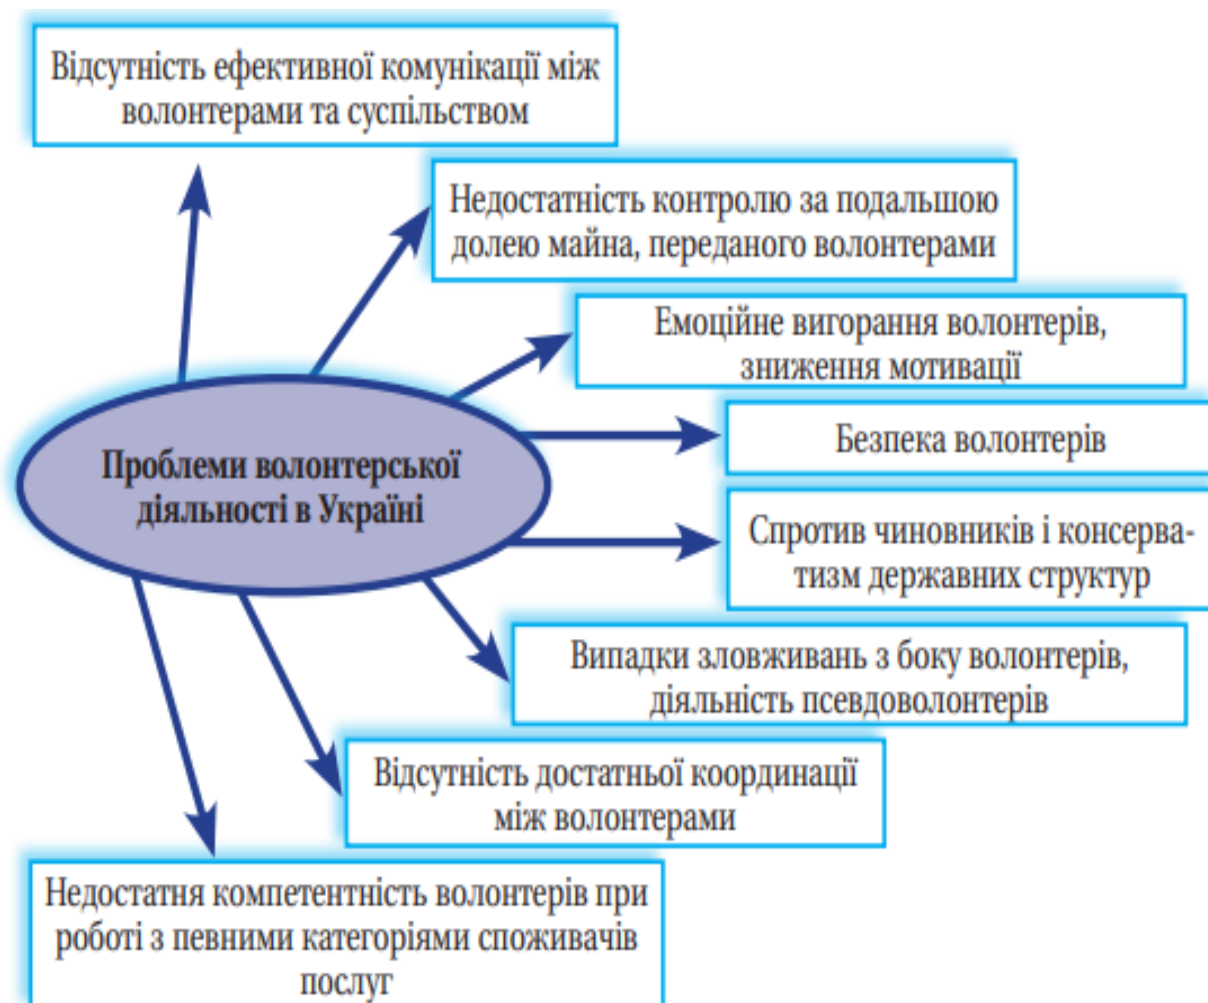 Відсутність ефективної комунікації між
волонтерами та суспільством
Недостатність контролю за подальшою
долею майна, переданого волонтерами
Емоційне вигорання волонтерів,
зниження мотивації
Безпека волонтерів
Проблеми волонтерської
діяльності в Україні
Спротив чиновників і консерва-
тизм державних структур
Випадки зловживань з боку волонтерів,
діяльність псевдоволонтерів
Відсутність достатньої координації
між волонтерами
Недостатня компетентність волонтерів при
роботі з певними категоріями споживачів
послуг